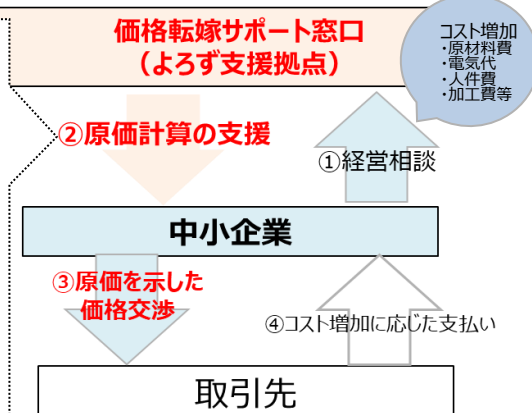 価格転嫁サポート窓口
(よろず支援拠点)
コスト増加
・原材料費
・電気代
・人件費
・加工費等
②原価計算の支援
①経営相談
中小企業
③原価を示した
価格交渉
④コスト増加に応じた支払い
取引先